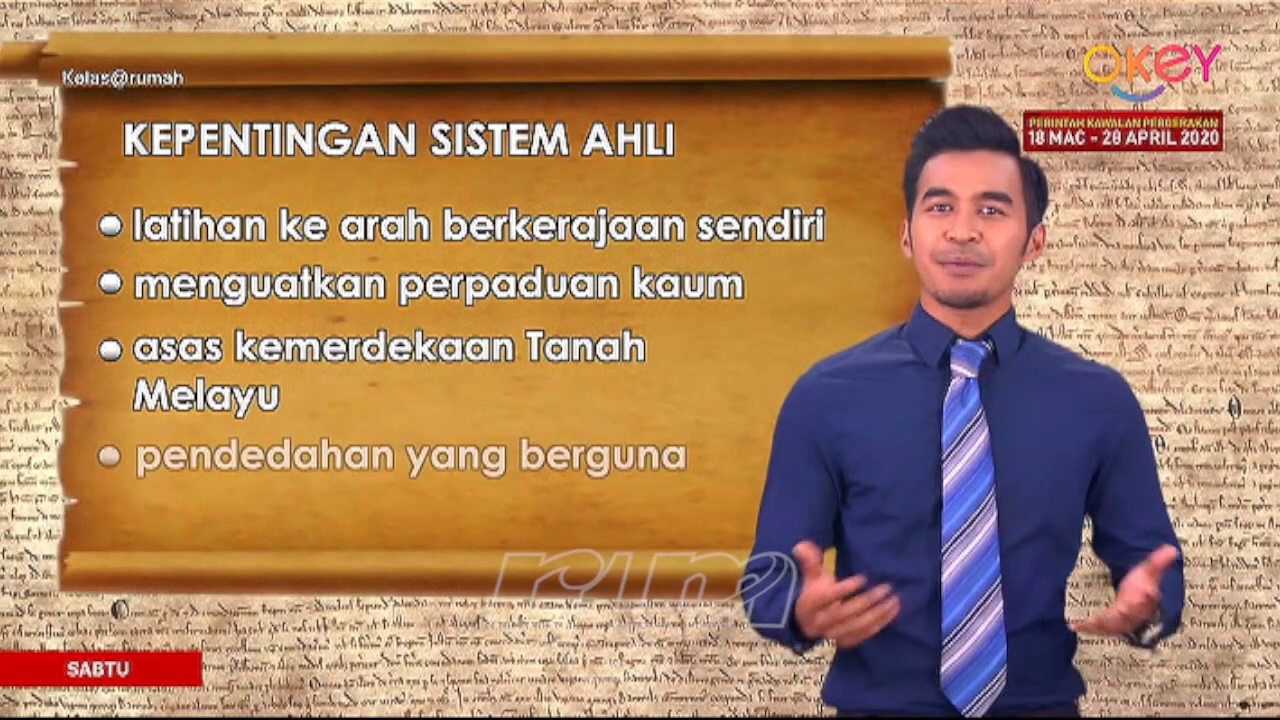 Kelas@rumah
OKEY
PERINTAH KAWALAN PERGERAKAN
18 MAC - 28 APRIL 2020
KEPENTINGAN SISTEM AHLI
latihan ke arah berkerajaan sendiri
menguatkan perpaduan kaum
asas kemerdekaan Tanah
Melayu
pendedahan yang berguna
rtm
SABTU